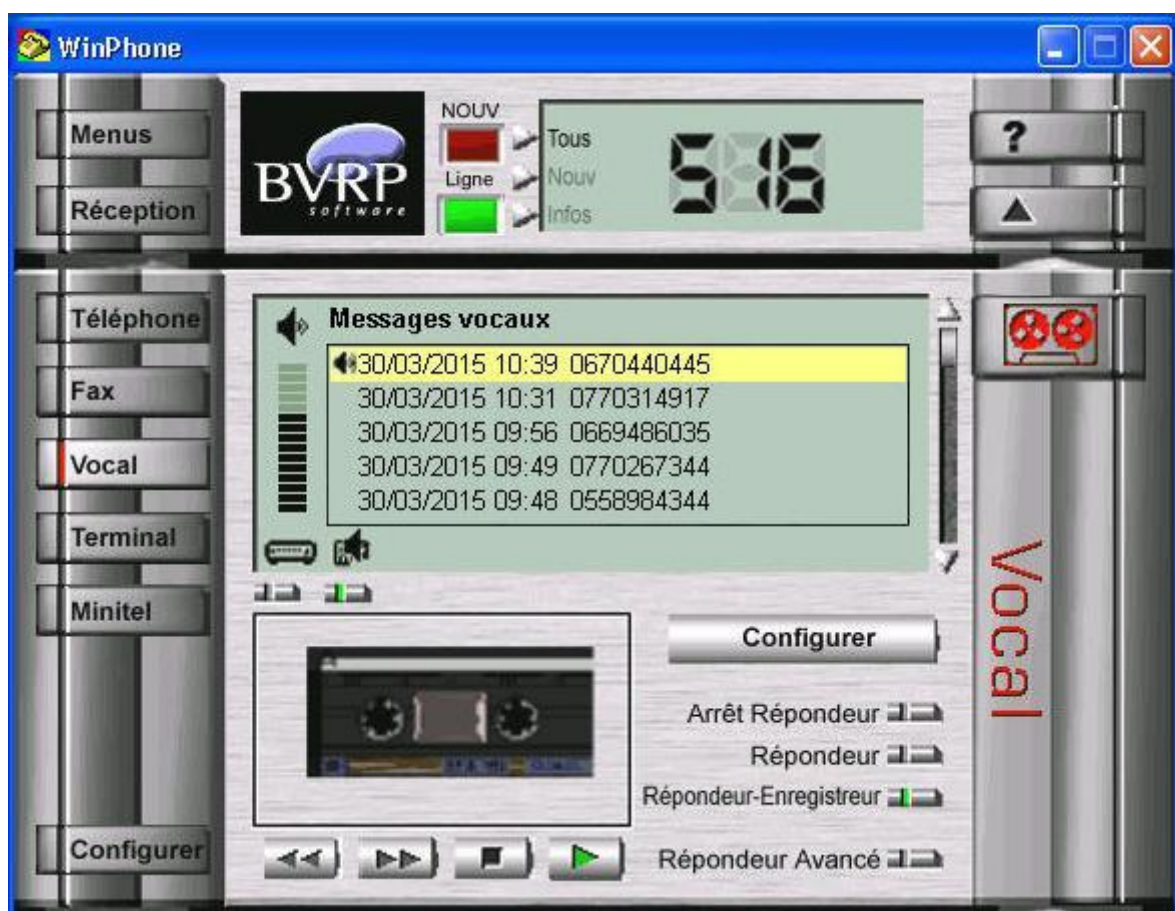 WinPhone
Menus
Réception
BVRP
software
NOUV
Ligne
Tous
Nouv
Infos
516
?
Téléphone
Fax
Vocal
Terminal
Minitel
Configurer
Messages vocaux
30/03/2015 10:39 0670440445
30/03/2015 10:31 0770314917
30/03/2015 09:56 0669486035
30/03/2015 09:49 0770267344
30/03/2015 09:48 0558984344
Configurer
Arrêt Répondeur
Répondeur
Répondeur-Enregistreur
Répondeur Avancé
Vocal